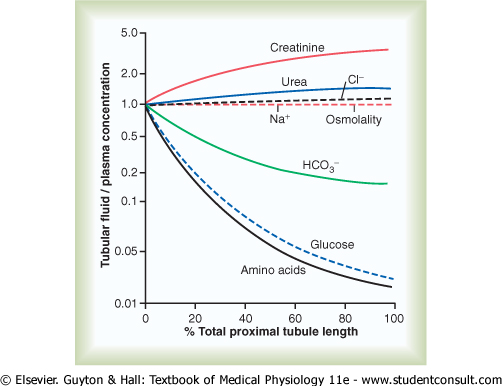 5.0
Creatinine
2.0
Urea
Cl⁻
1.0
Na⁺
Osmolality
0.5
HCO₃⁻
0.2
0.1
Tubular fluid / plasma concentration
0.05
Glucose
Amino acids
0.01
0 20 40 60 80 100
% Total proximal tubule length
© Elsevier. Guyton & Hall: Textbook of Medical Physiology 11e - www.studentconsult.com